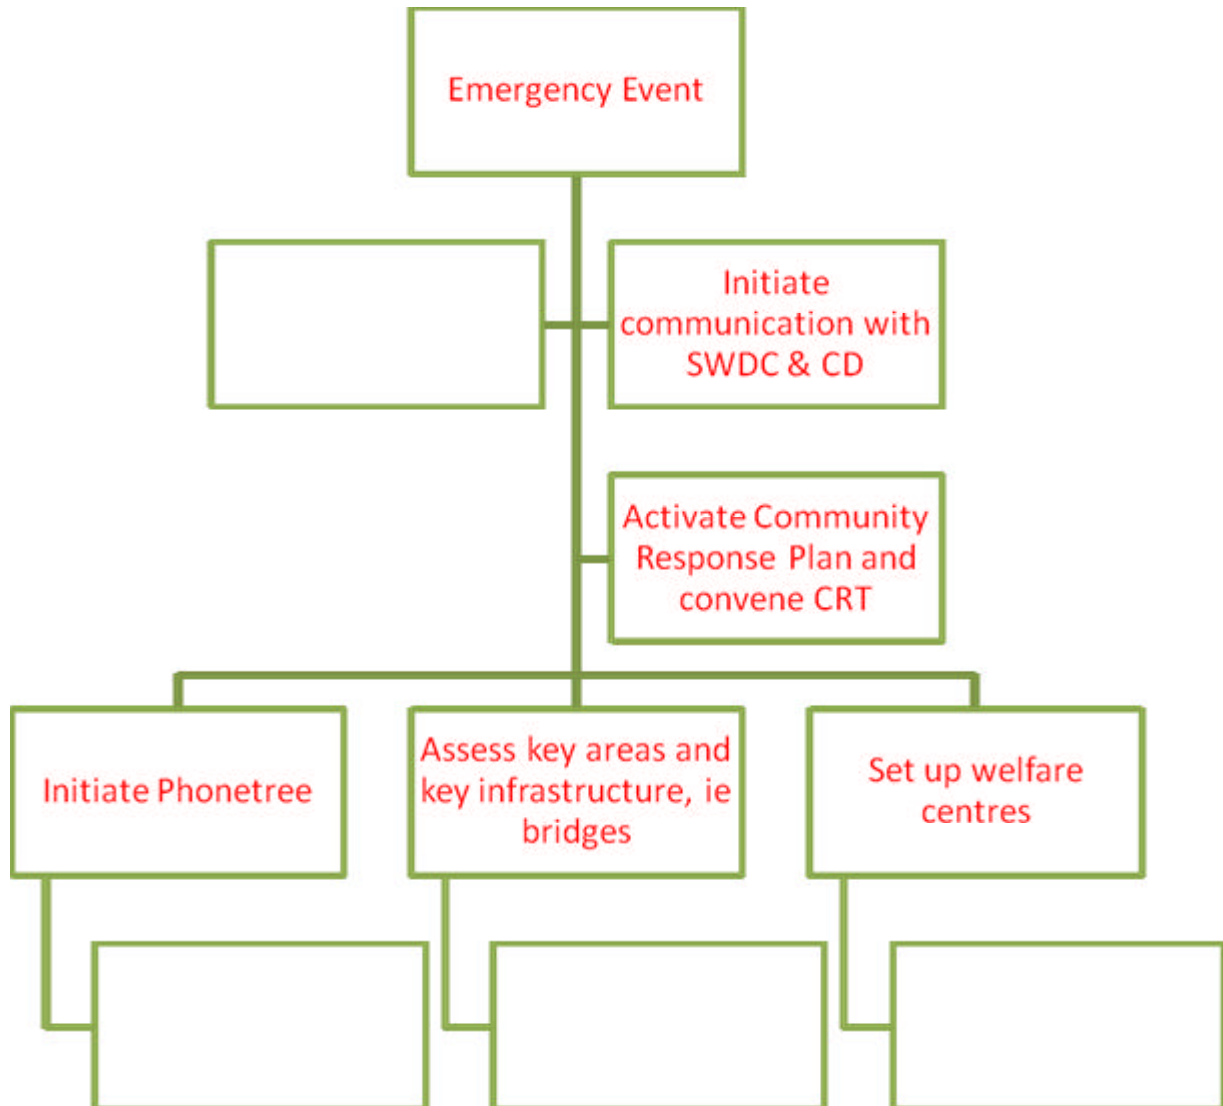 Emergency Event
Initiate
communication with
SWDC & CD
Activate Community
Response Plan and
convene CRT
Initiate Phonetree
Assess key areas and
key infrastructure, ie
bridges
Set up welfare
centres